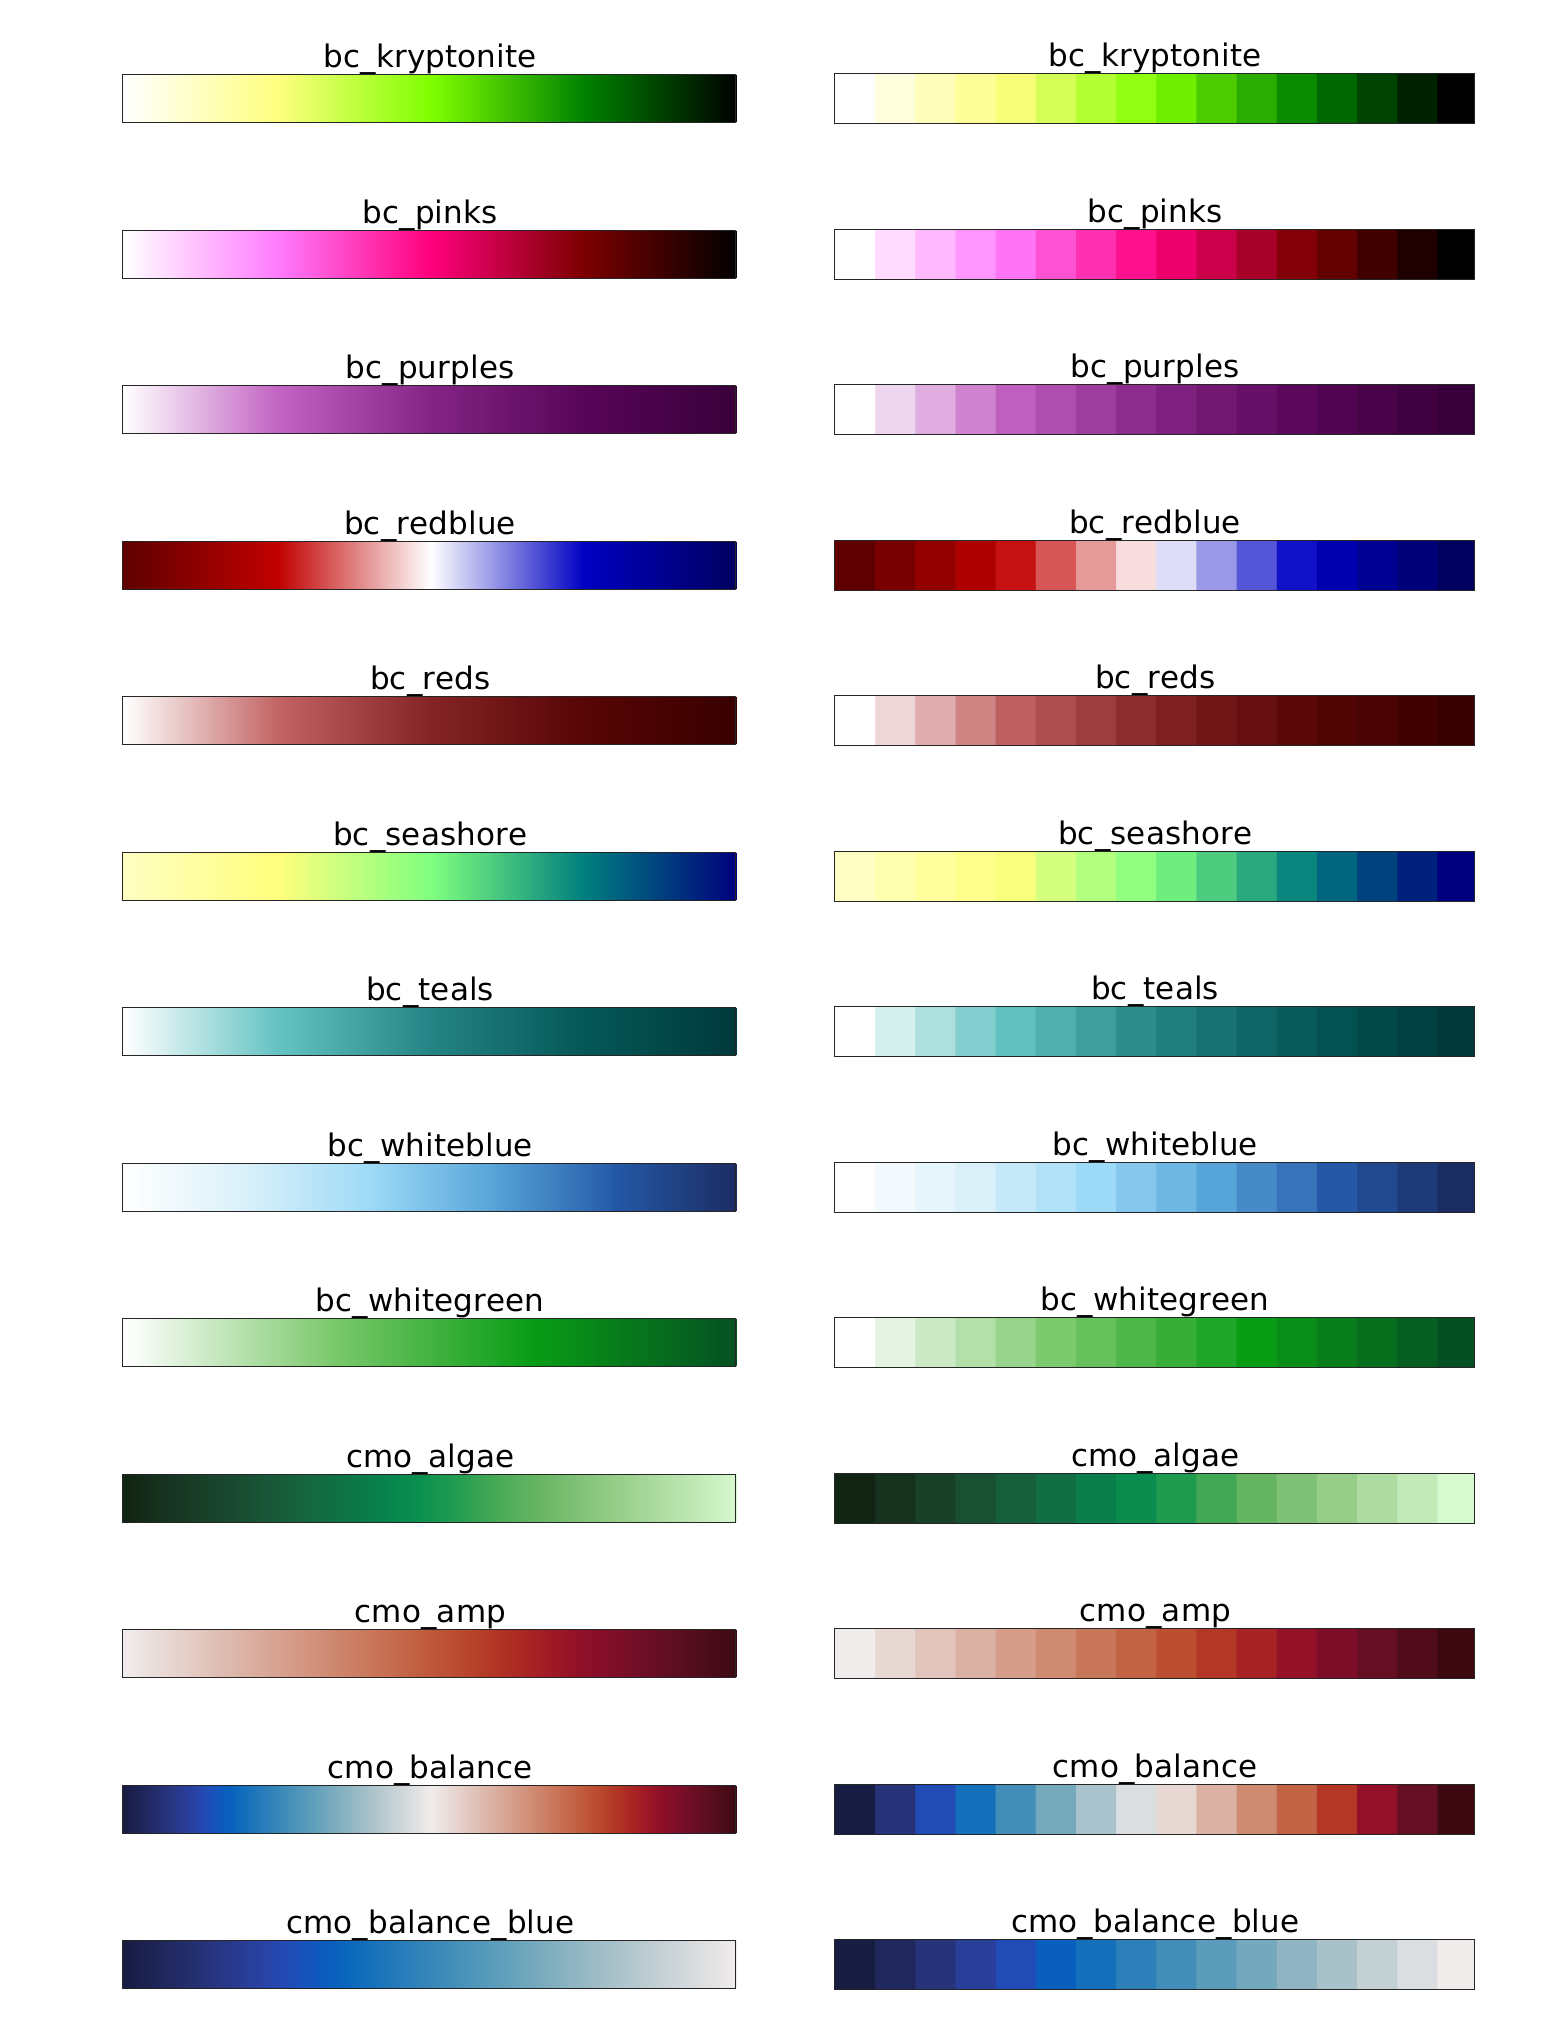 bc_kryptonite bc_kryptonite
bc_pinks bc_pinks
bc_purples bc_purples
bc_redblue bc_redblue
bc_reds bc_reds
bc_seashore bc_seashore
bc_teals bc_teals
bc_whiteblue bc_whiteblue
bc_whitegreen bc_whitegreen
cmo_algae cmo_algae
cmo_amp cmo_amp
cmo_balance cmo_balance
cmo_balance_blue cmo_balance_blue